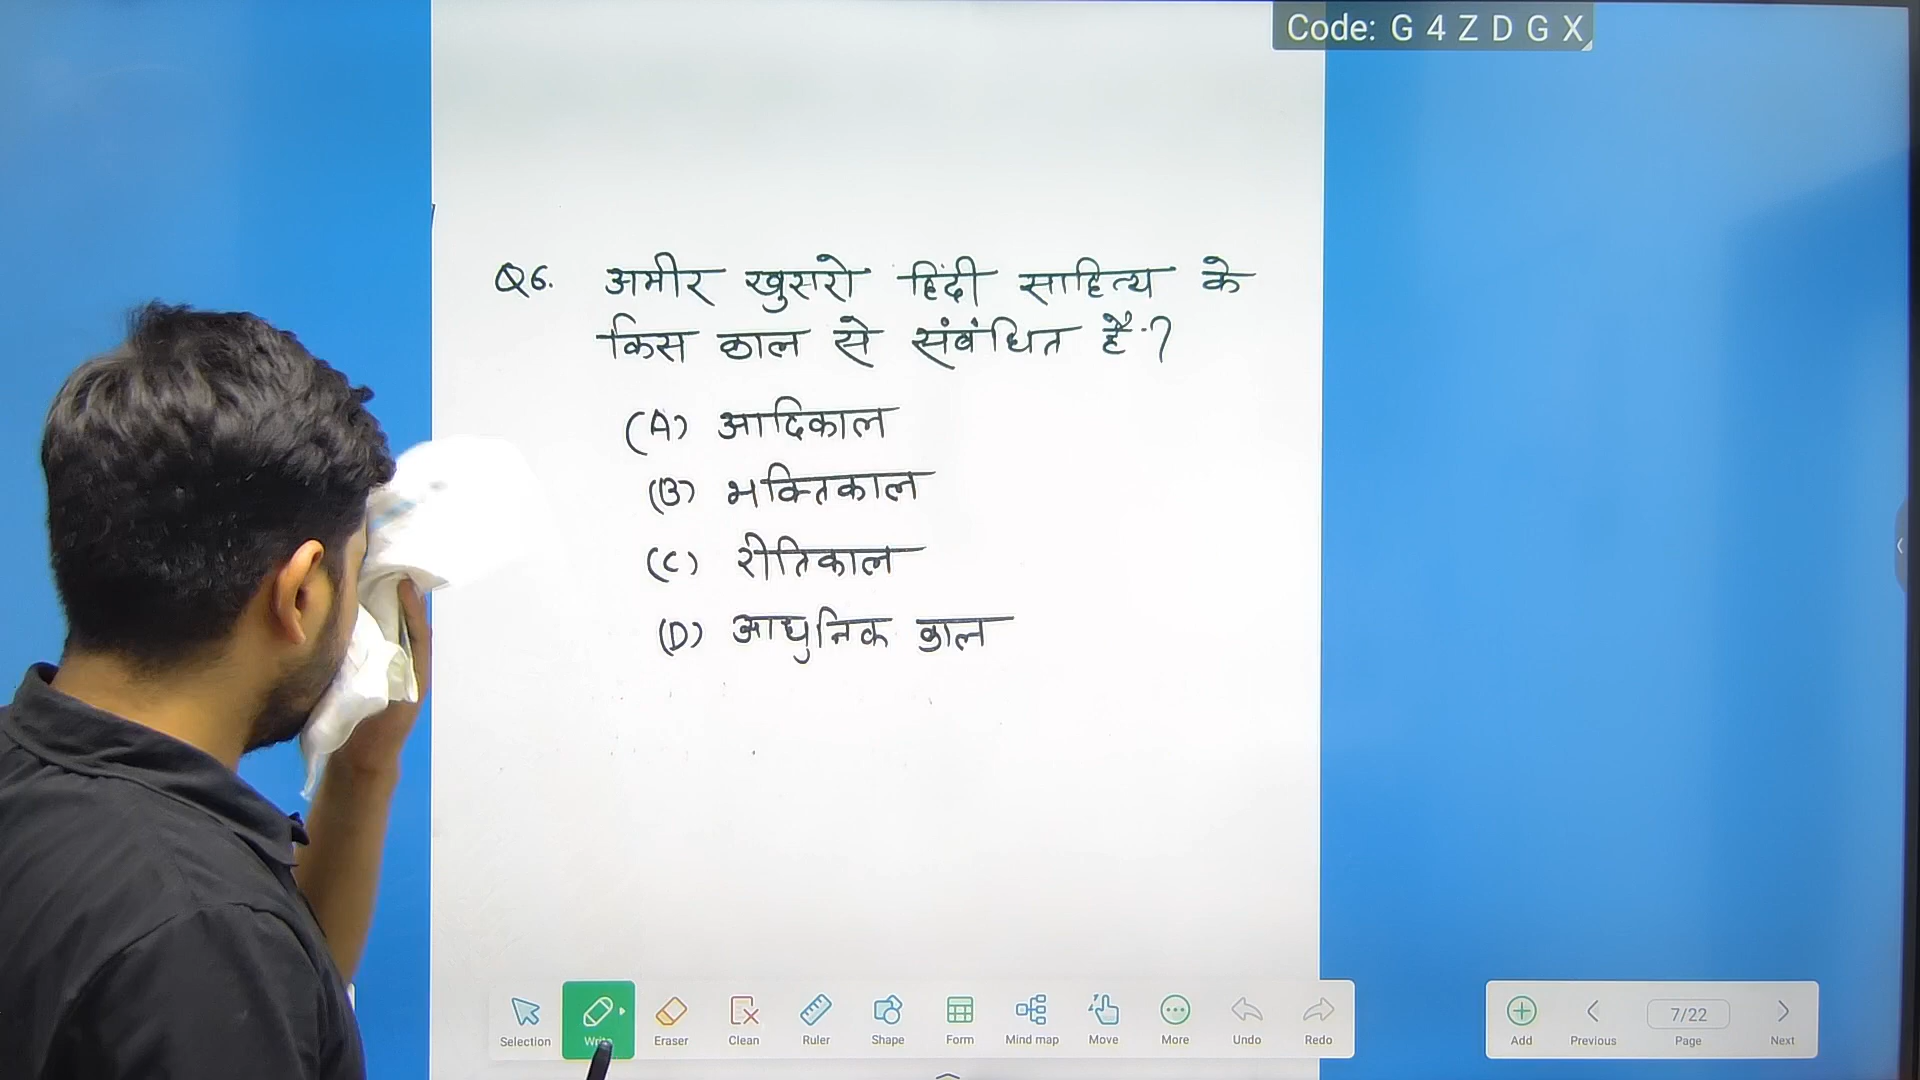 Code: G 4 Z D G X
Q6. अमीर खुसरो हिंदी साहित्य के
किस काल से संबंधित है?
(A) आदिकाल
(B) भक्तिकाल
(C) रीतिकाल
(D) आधुनिक काल
Selection Write Eraser Clean Ruler Shape Form Mind map Move More Undo Redo
Add Previous 7/22 Page Next